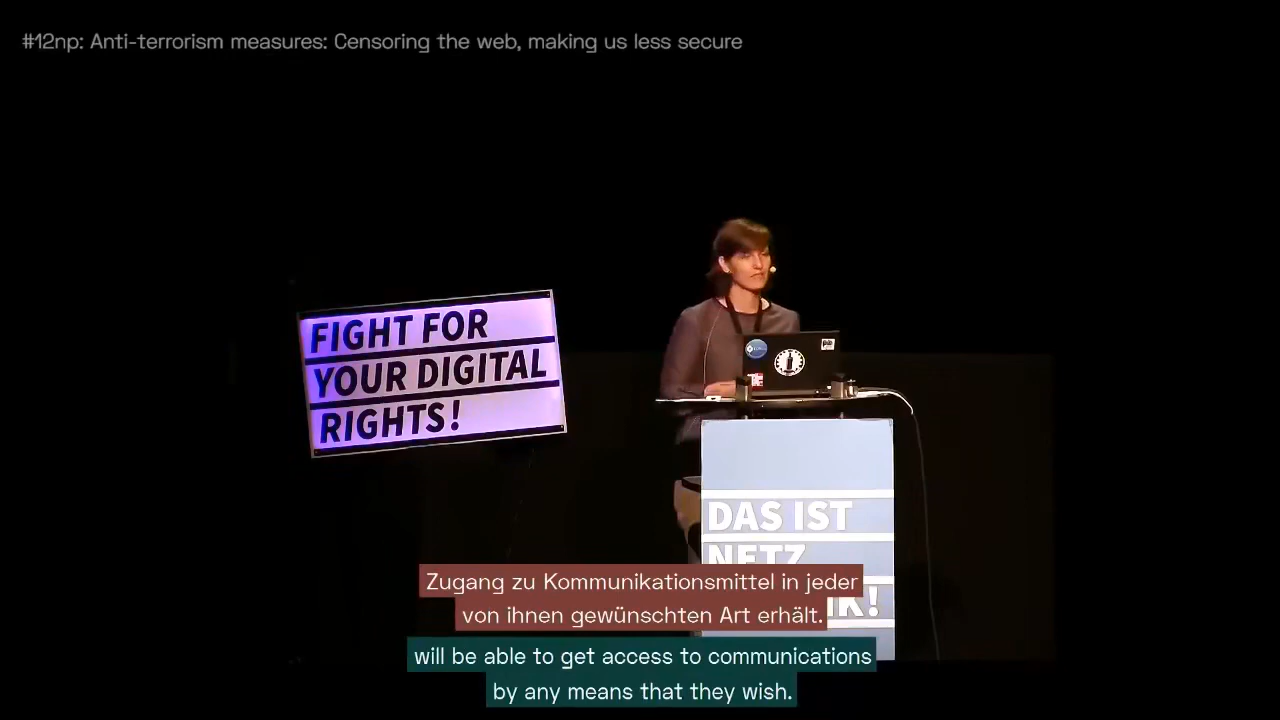 #12np: Anti-terrorism measures: Censoring the web, making us less secure
FIGHT FOR
YOUR DIGITAL
RIGHTS!
DAS IST
NETZ
Zugang zu Kommunikationsmittel in jeder
von ihnen gewünschten Art erhält.
will be able to get access to communications
by any means that they wish.